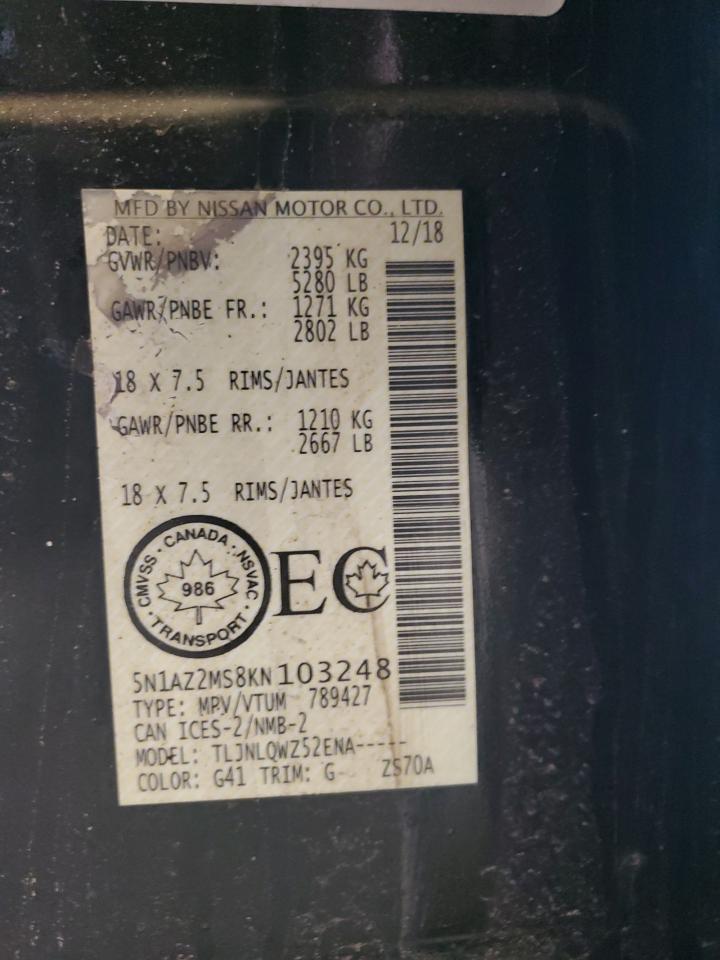 MFD BY NISSAN MOTOR CO., LTD.
DATE: 12/18
GVWR/PNBV: 2395 KG
5280 LB
GAWR/PNBE FR.: 1271 KG
2802 LB
18 X 7.5 RIMS/JANTES
GAWR/PNBE RR.: 1210 KG
2667 LB
18 X 7.5 RIMS/JANTES
CMVSS · CANADA · NSVAC
986
· TRANSPORT ·
EC
5N1AZ2MS8KN103248
TYPE: MPV/VTUM 789427
CAN ICES-2/NMB-2
MODEL: TLJNLQWZ52ENA-----
COLOR: G41 TRIM: G ZS70A